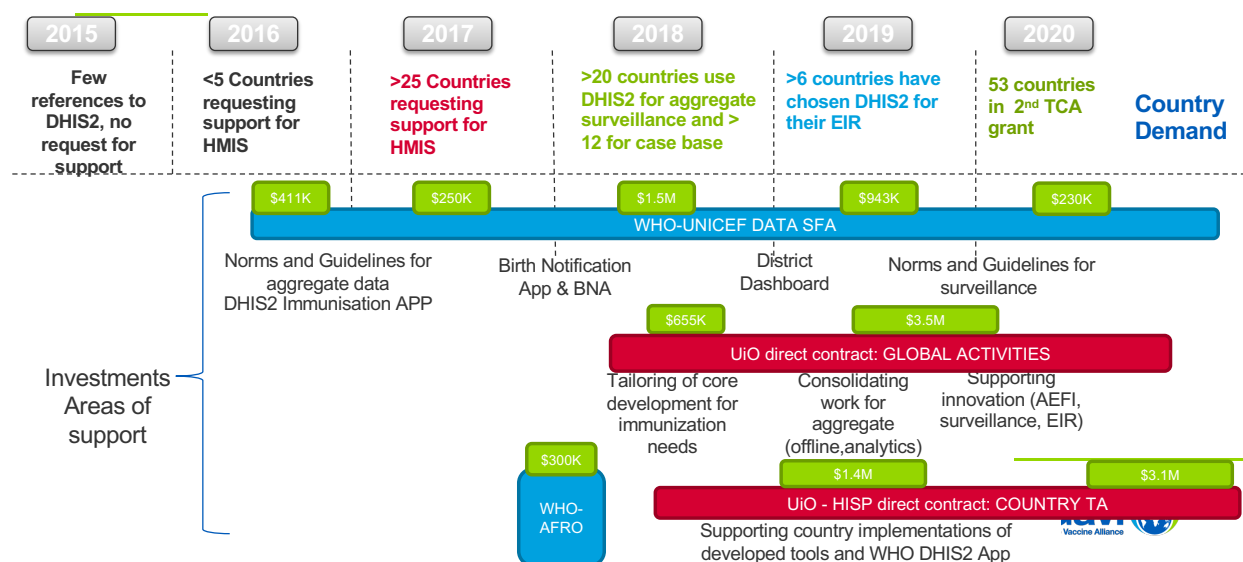 2015
2016
2017
2018
2019
2020
Few
references to
DHIS2, no
request for
support
<5 Countries
requesting
support for
HMIS
>25 Countries
requesting
support for
HMIS
>20 countries use
DHIS2 for aggregate
surveillance and >
12 for case base
>6 countries have
chosen DHIS2 for
their EIR
53 countries
in 2nd TCA
grant
Country
Demand
$411K
$250K
$1.5M
$943K
$230K
WHO-UNICEF DATA SFA
Norms and Guidelines for
aggregate data
DHIS2 Immunisation APP
Birth Notification
App & BNA
District
Dashboard
Norms and Guidelines for
surveillance
$655K
$3.5M
UiO direct contract: GLOBAL ACTIVITIES
Investments
Areas of
support
Tailoring of core
development for
immunization
needs
Consolidating
work for
aggregate
(offline,analytics)
Supporting
innovation (AEFI,
surveillance, EIR)
$300K
WHO-
AFRO
$1.4M
$3.1M
UiO - HISP direct contract: COUNTRY TA
Supporting country implementations of
developed tools and WHO DHIS2 App
Vaccine Alliance